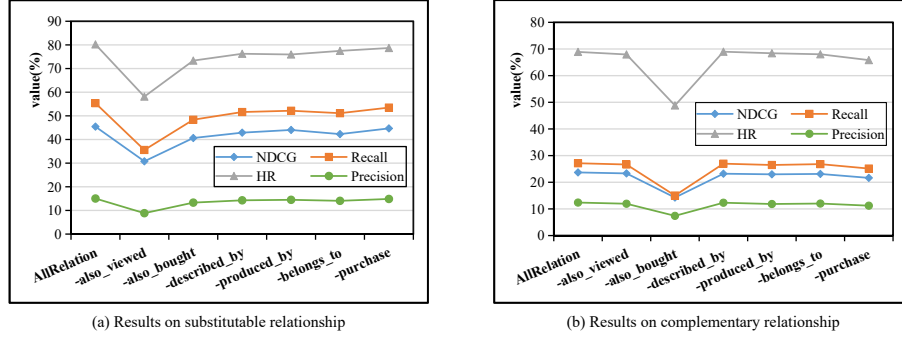 90
80
70
60
50
40
30
20
10
0
value(%)
NDCG Recall
HR Precision
AllRelation
-also_viewed
-also_bought
-described_by
-produced_by
-belongs_to
-purchase
(a) Results on substitutable relationship
80
70
60
50
40
30
20
10
0
value(%)
NDCG Recall
HR Precision
AllRelation
-also_viewed
-also_bought
-described_by
-produced_by
-belongs_to
-purchase
(b) Results on complementary relationship